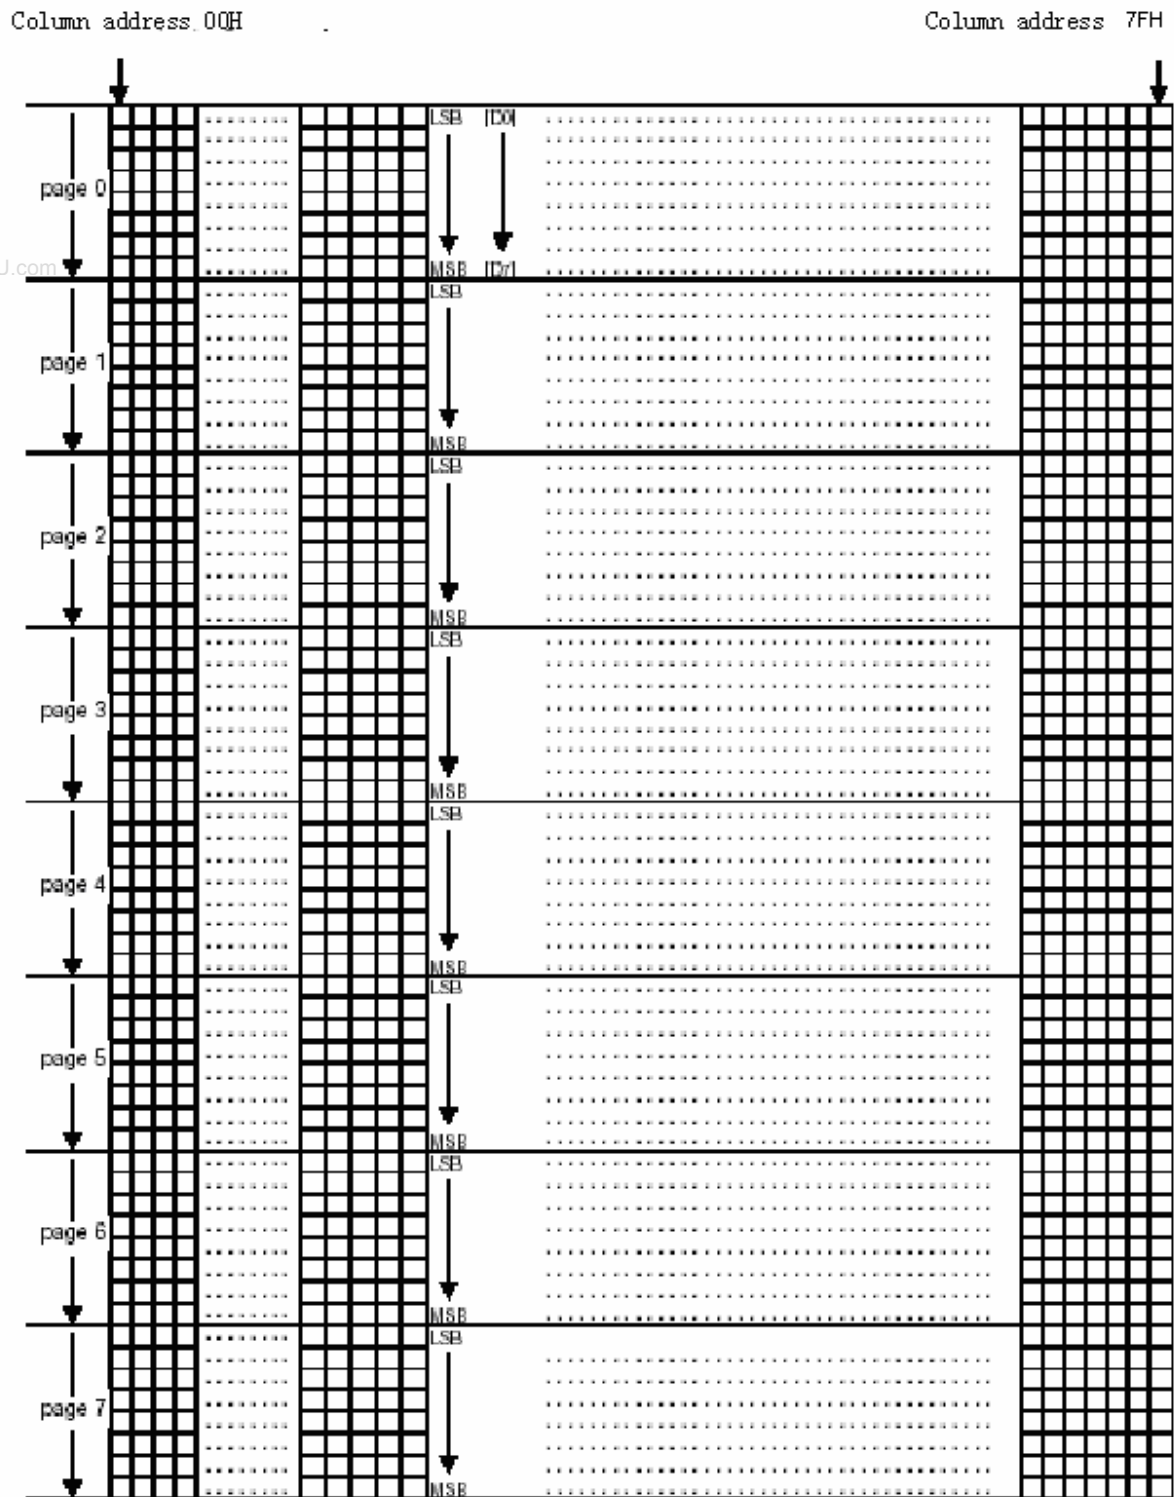 Column address 00H
Column address 7FH
LSB [D0]
page 0
J.com
MSB [D7]
LSB
page 1
MSB
LSB
page 2
MSB
LSB
page 3
MSB
LSB
page 4
MSB
LSB
page 5
MSB
LSB
page 6
MSB
LSB
page 7
MSB